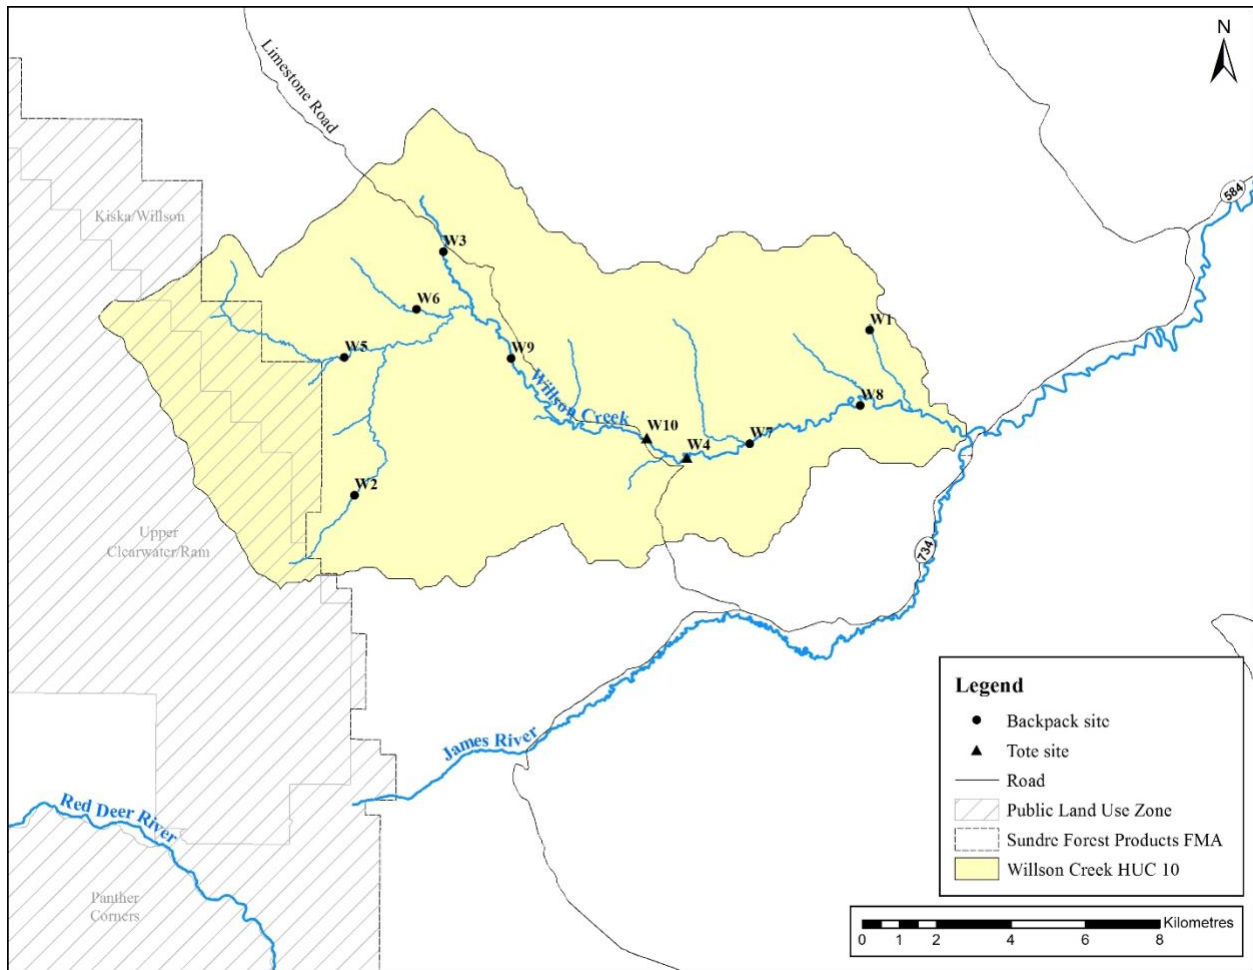 N
Limestone Road
584
Kiska/Willson
W3
W6
W1
W5
W9
W8
Willson Creek
W10
W7
W4
W2
Upper
Clearwater/Ram
734
James River
Red Deer River
Panther
Corners
Legend
Backpack site
Tote site
Road
Public Land Use Zone
Sundre Forest Products FMA
Willson Creek HUC 10
Kilometres
0 1 2 4 6 8